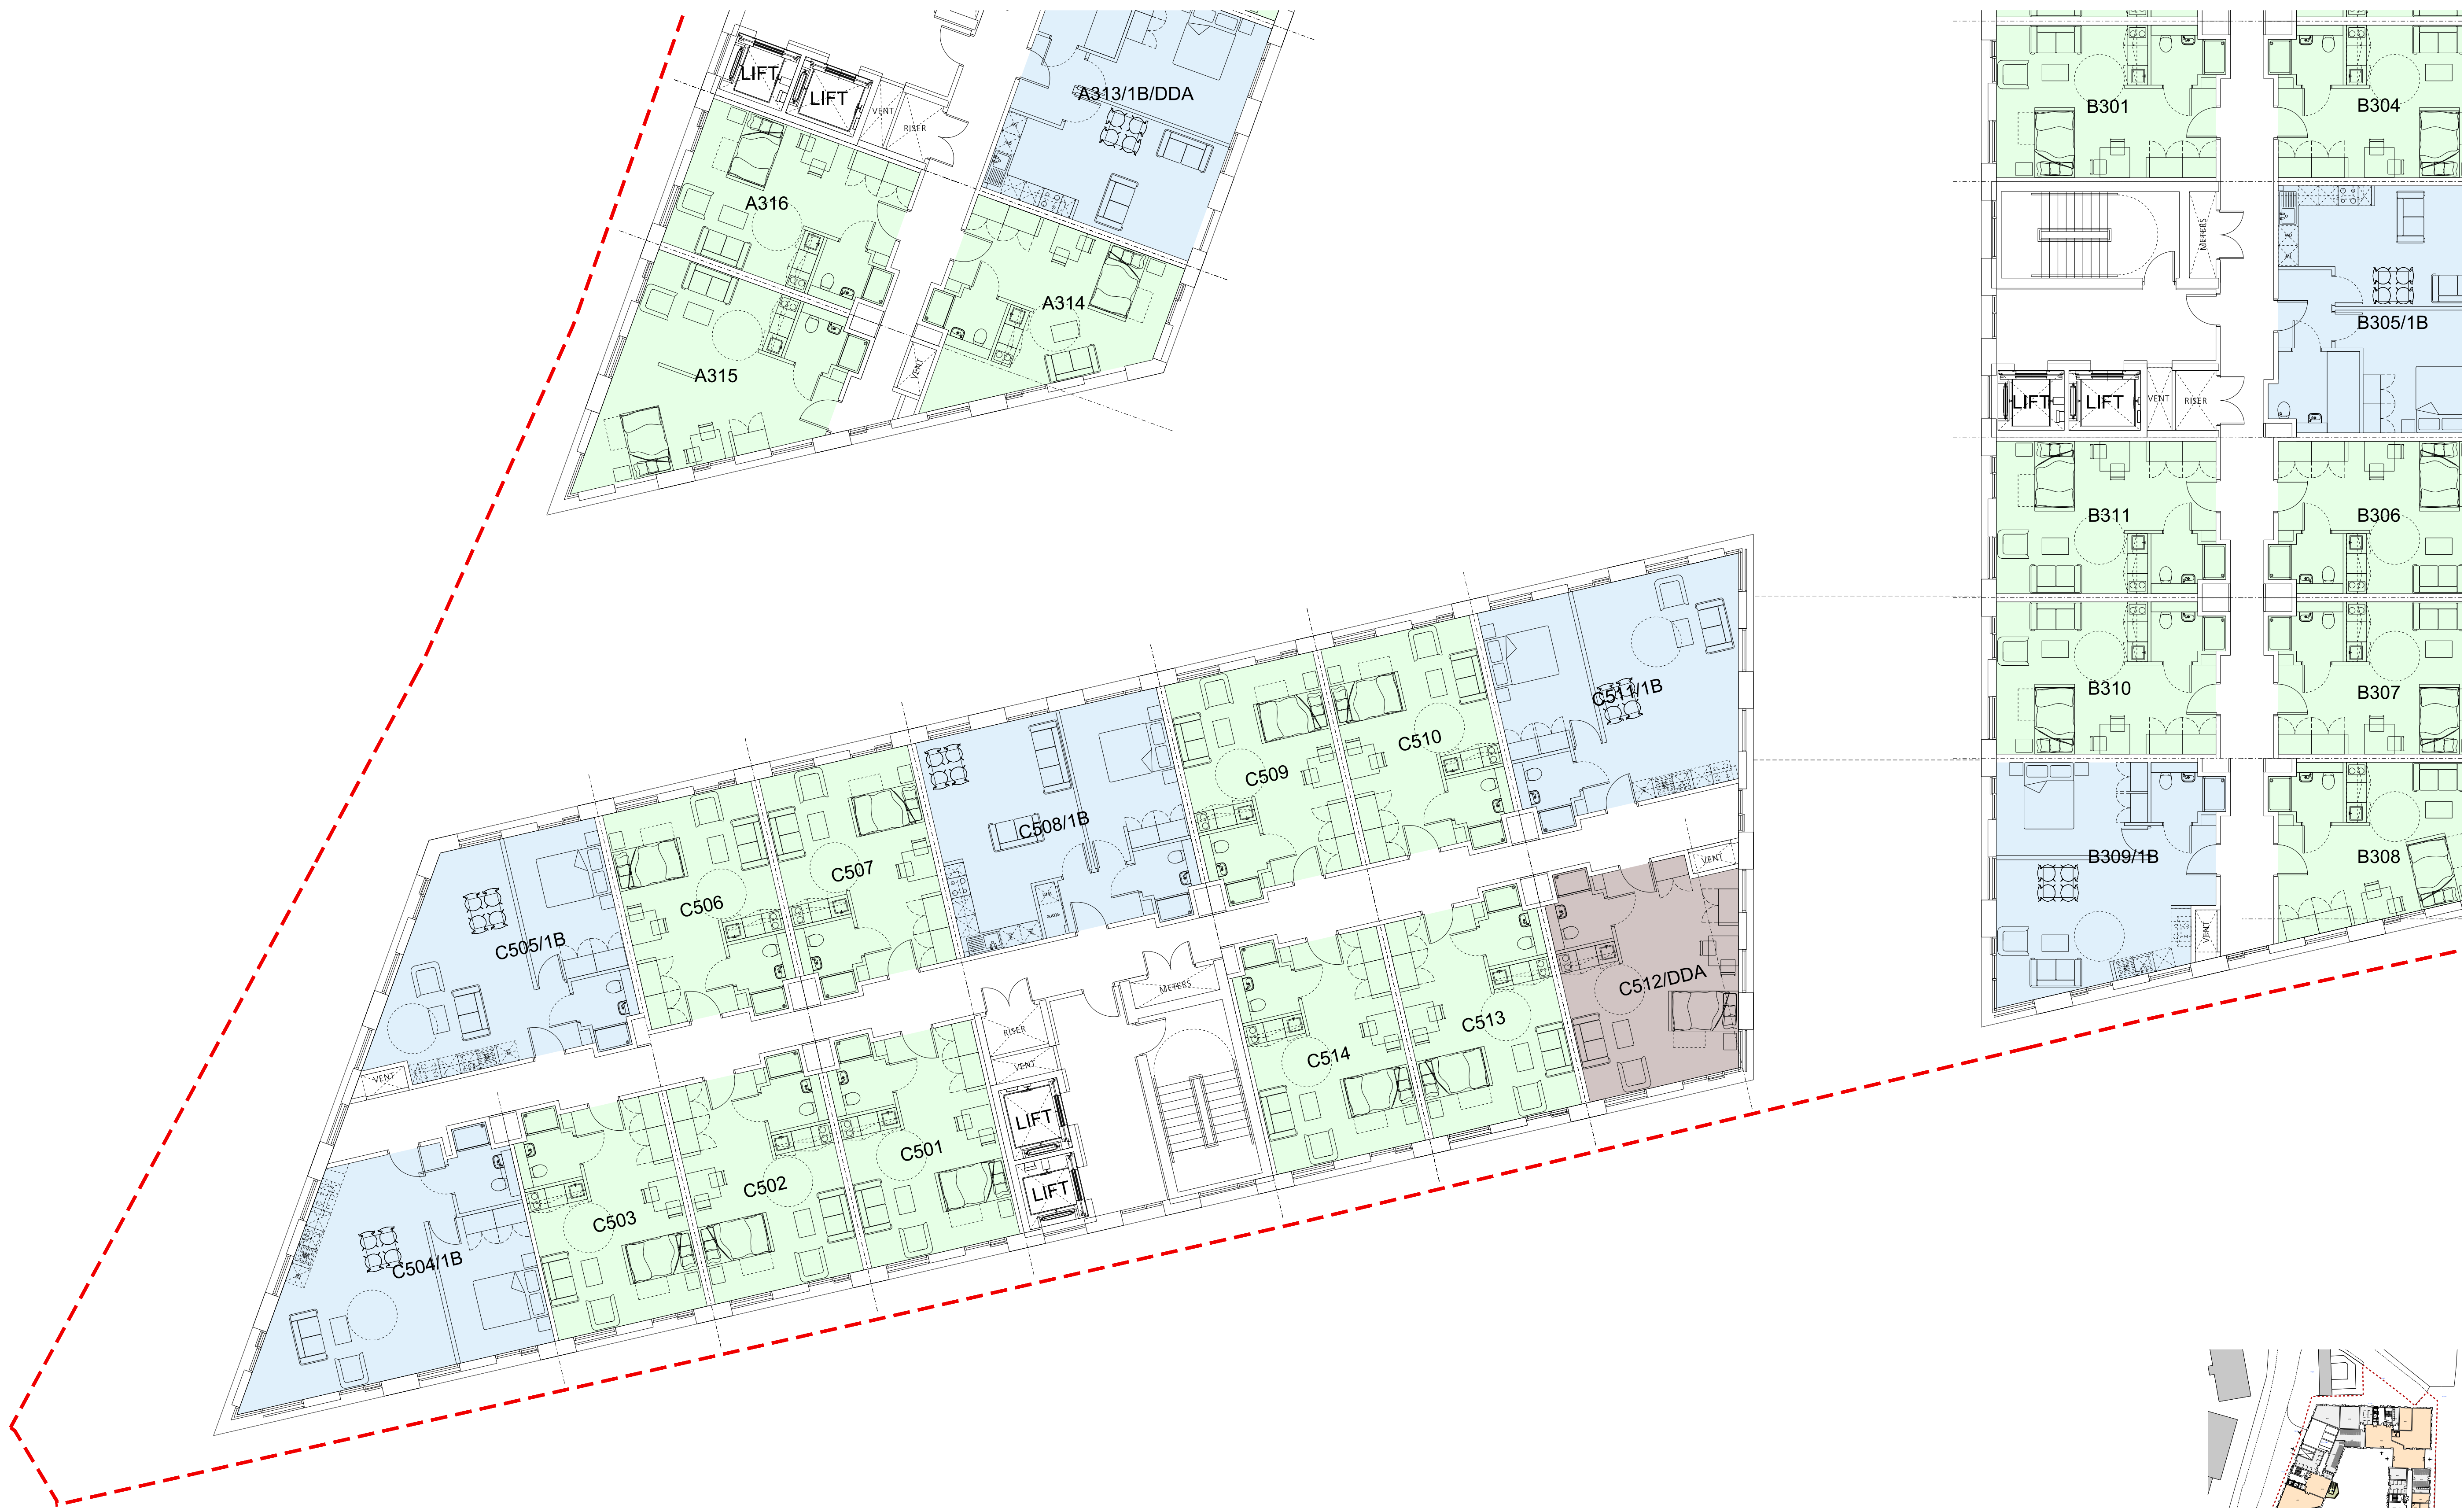 LIFT
LIFT
VENT
RISER
A313/1B/DDA
A316
A314
A315
VENT
B301
B304
METERS
B305/1B
LIFT
LIFT
VENT
RISER
B311
B306
B310
B307
B309/1B
B308
VENT
C511/1B
C510
C509
C508/1B
store
C507
C506
C505/1B
VENT
VENT
C512/DDA
C513
C514
METERS
RISER
VENT
LIFT
LIFT
C501
C502
C503
C504/1B